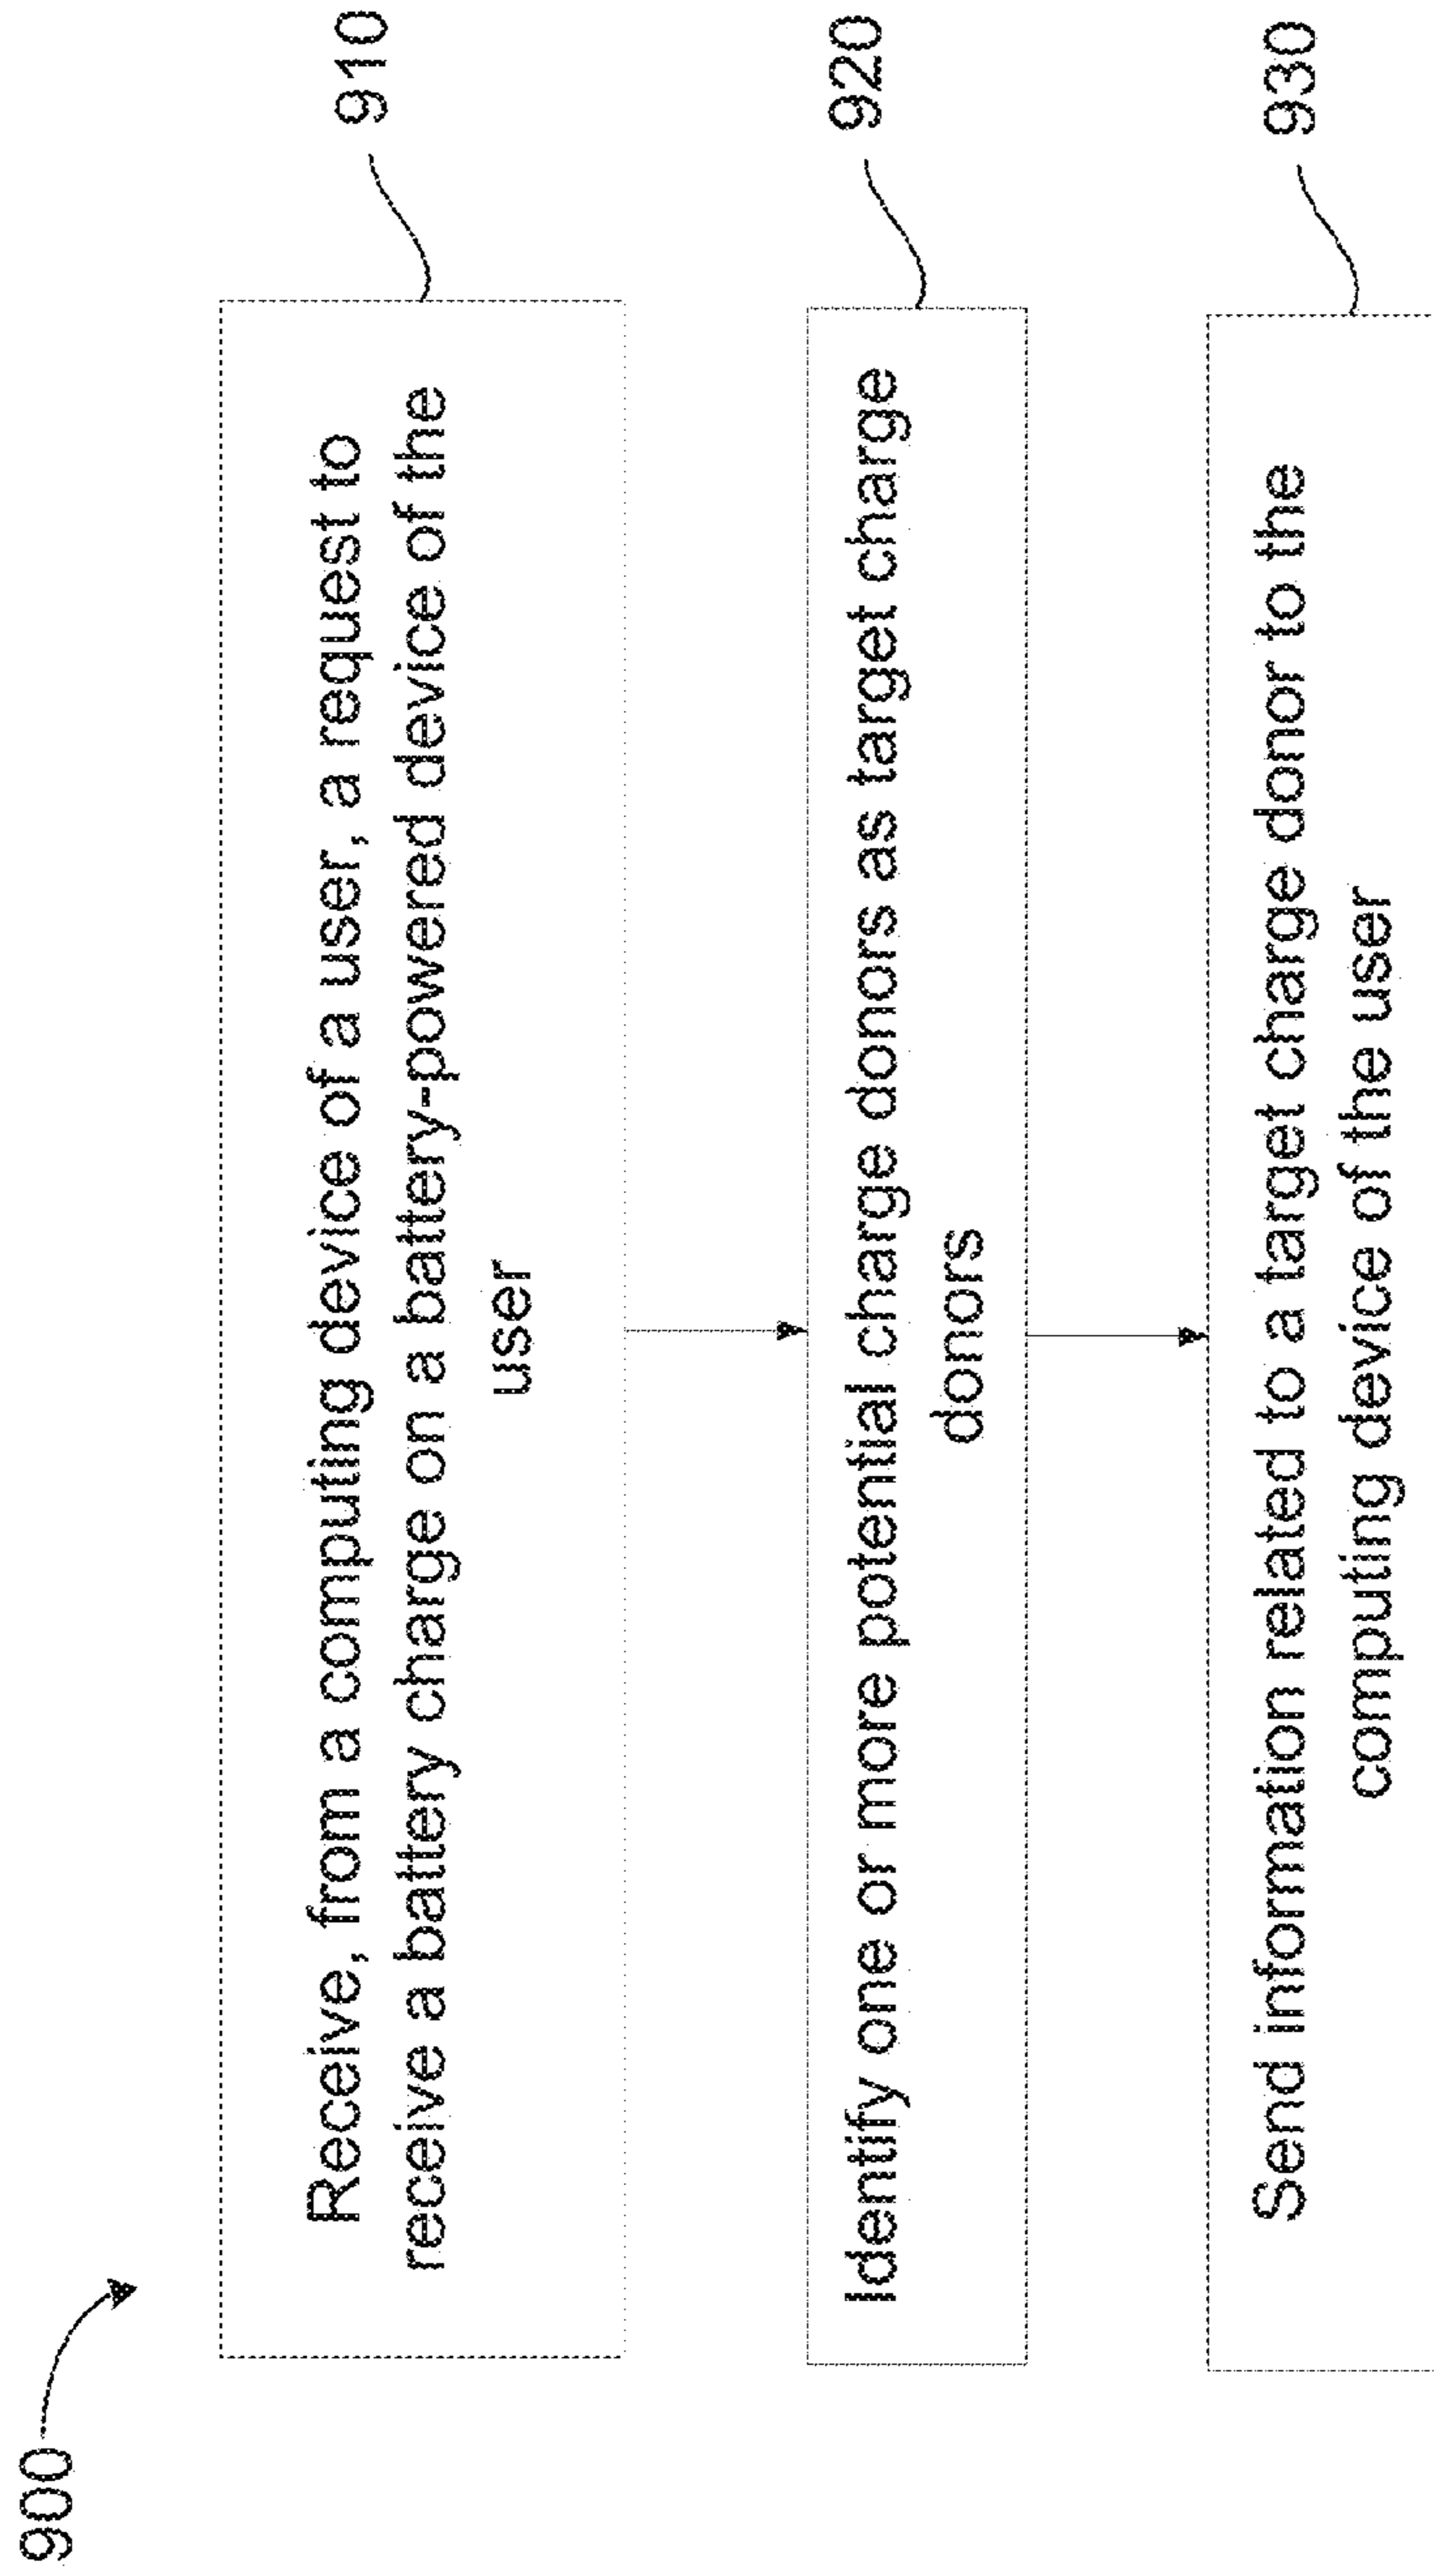 900
Receive, from a computing device of a user, a request to
receive a battery charge on a battery-powered device of the
user
910
Identify one or more potential charge donors as target charge
donors
920
Send information related to a target charge donor to the
computing device of the user
930